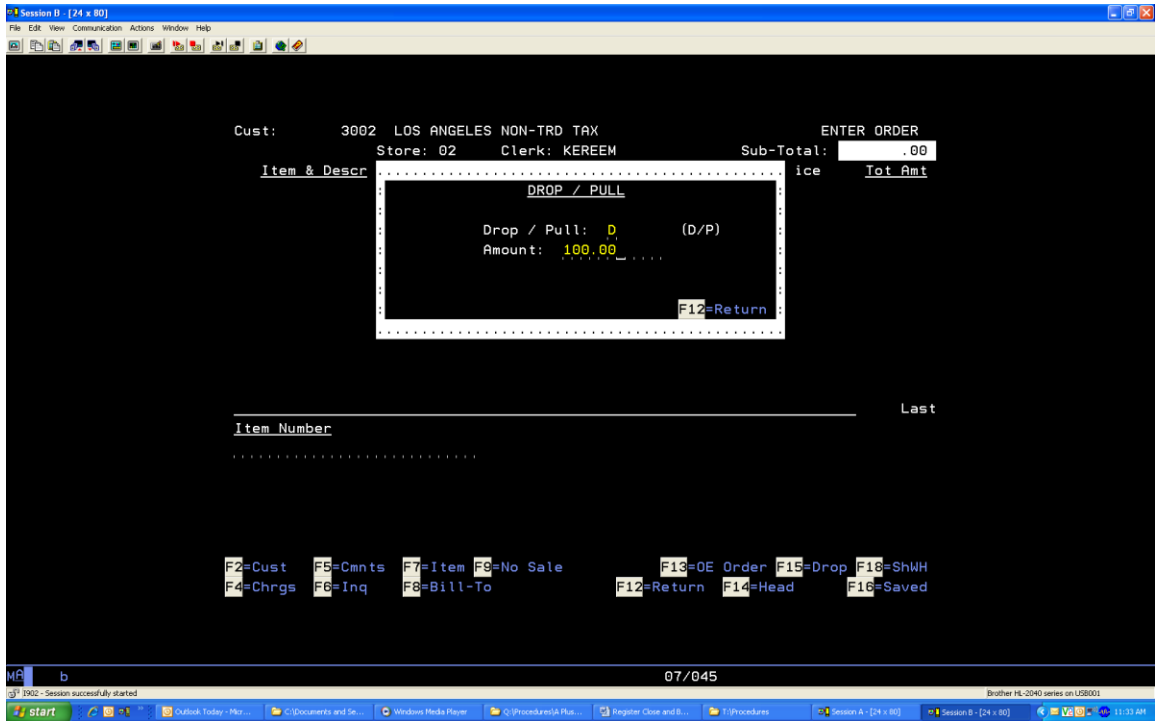 Session B - [24 x 80]
File Edit View Communication Actions Window Help
Cust: 3002 LOS ANGELES NON-TRD TAX ENTER ORDER
Store: 02 Clerk: KEREEM Sub-Total: .00
Item & Descr ice Tot Amt
DROP / PULL
Drop / Pull: D (D/P)
Amount: 100.00
F12=Return
Last
Item Number
F2=Cust F5=Cmnts F7=Item F9=No Sale F13=OE Order F15=Drop F18=ShWH
F4=Chrgs F6=Inq F8=Bill-To F12=Return F14=Head F16=Saved
MA b 07/045
I902 - Session successfully started Brother HL-2040 series on USB001
start Outlook Today - Micr... C:\Documents and Se... Windows Media Player Q:\Procedures\A Plus... Register Close and B... T:\Procedures Session A - [24 x 80] Session B - [24 x 80] 11:33 AM